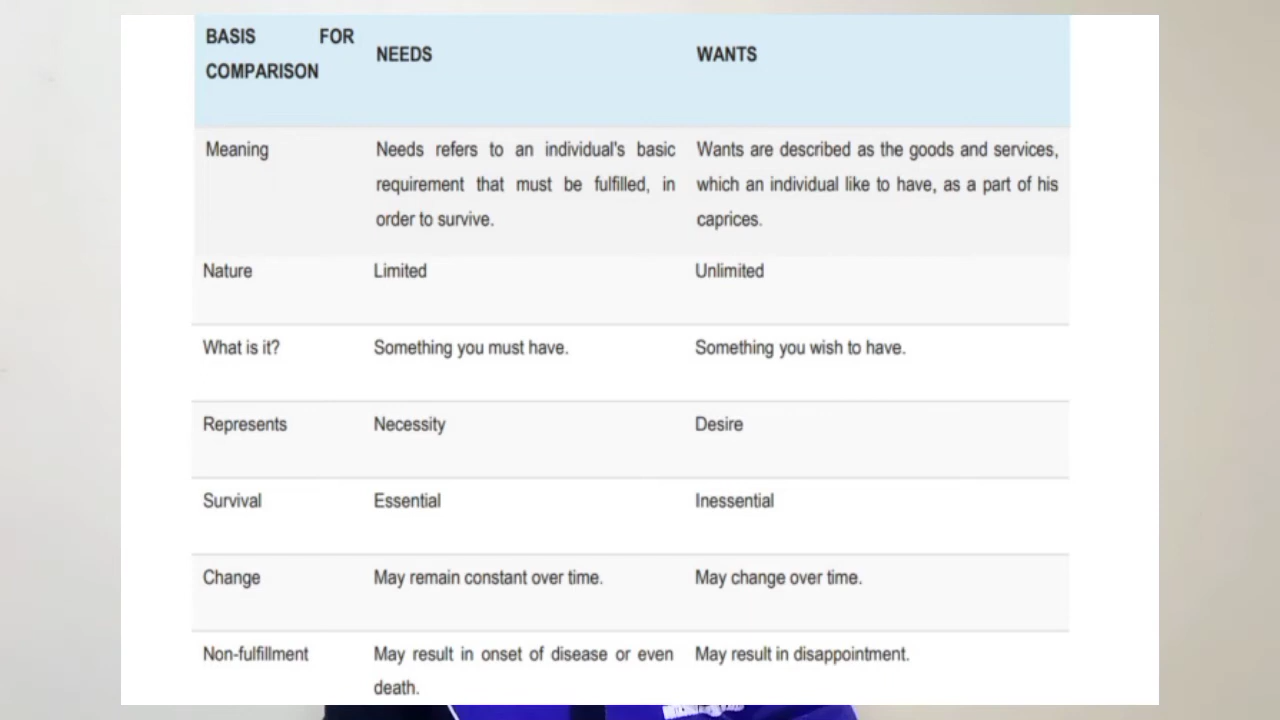 BASIS FOR COMPARISON NEEDS WANTS
Meaning Needs refers to an individual's basic Wants are described as the goods and services,
requirement that must be fulfilled, in which an individual like to have, as a part of his
order to survive. caprices.
Nature Limited Unlimited
What is it? Something you must have. Something you wish to have.
Represents Necessity Desire
Survival Essential Inessential
Change May remain constant over time. May change over time.
Non-fulfillment May result in onset of disease or even May result in disappointment.
death.